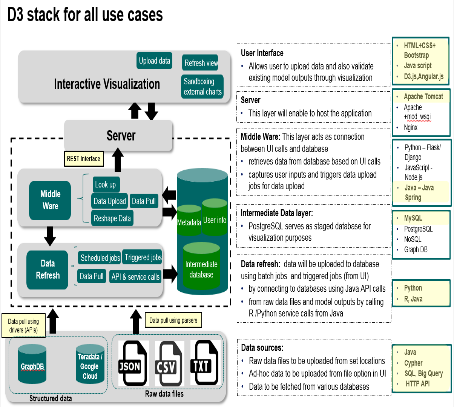 D3 stack for all use cases
Upload data
Refresh view
Interactive Visualization
Sandboxing
external charts
Server
REST Interface
Middle
Ware
Look up
Data Upload
Data Pull
Reshape Data
Metadata
User info
Intermediate
database
Data
Refresh
Scheduled jobs
Triggered jobs
Data Pull
API & service calls
Data pull using
drivers (API's)
Data pull using parsers
GraphDB
Teradata /
Google
Cloud
JSON
CSV
TXT
Structured data
Raw data files
User Interface
• Allows user to upload data and also validate
existing model outputs through visualization
Server
• This layer will enable to host the application
Middle Ware: This layer acts as connection
between UI calls and database
• retrieves data from database based on UI calls
• captures user inputs and triggers data upload
jobs for data upload
Intermediate Data layer:
• PostgreSQL, serves as staged database for
visualization purposes
Data refresh: data will be uploaded to database
using batch jobs and triggered jobs (from UI)
• by connecting to databases using Java API calls
• from raw data files and model outputs by calling
R /Python service calls from Java
Data sources:
• Raw data files to be uploaded from set locations
• Ad-hoc data to be uploaded from file option in UI
• Data to be fetched from various databases
• HTML+CSS+
Bootstrap
• Java script
• D3.js,Angular.js
• Apache Tomcat
• Apache
+mod_wsgi
• Nginx
• Python – Flask/
Django
• JavaScript -
Node.js
• Java – Java
Spring
• MySQL
• PostgreSQL
• NoSQL
• Graph DB
• Python
• R, Java
• Java
• Cypher
• SQL, Big Query
• HTTP API